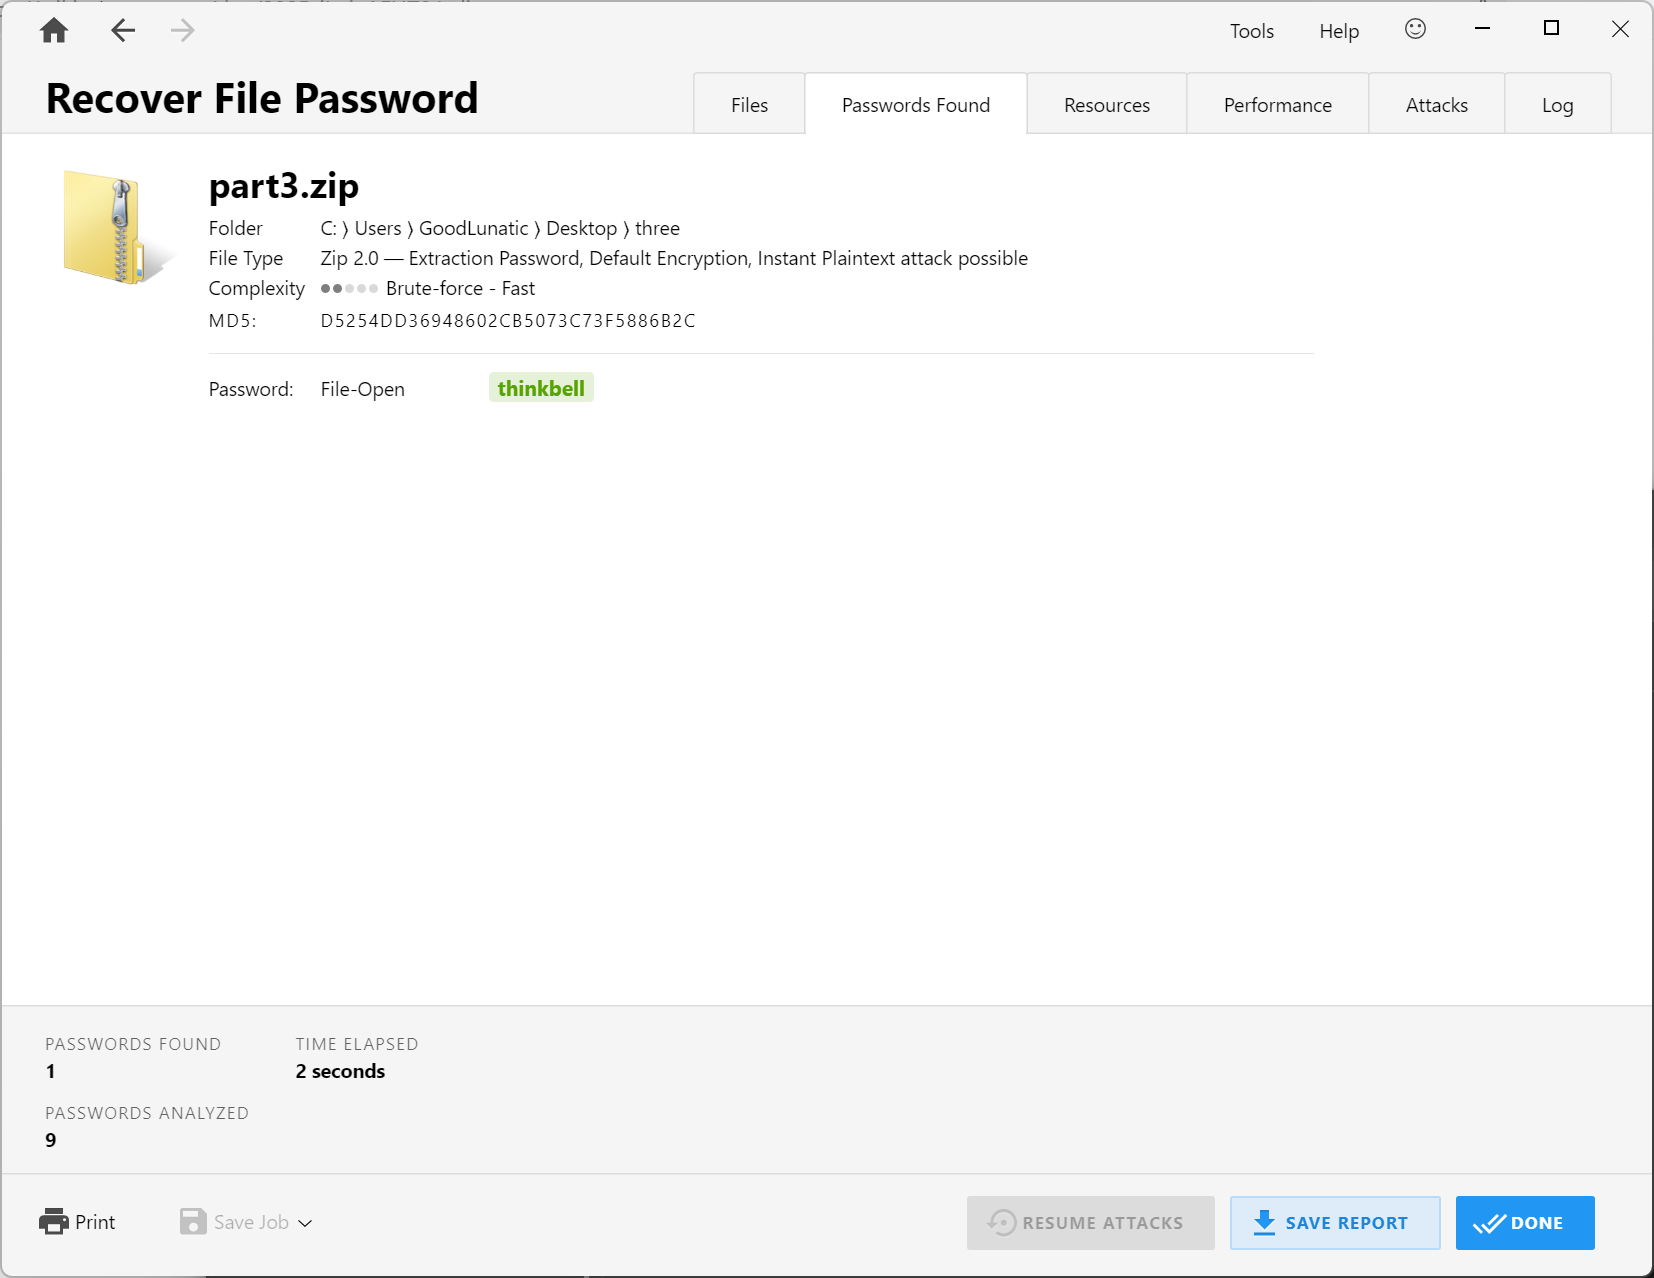 Tools Help
Recover File Password
Files Passwords Found Resources Performance Attacks Log
part3.zip
Folder C: ⟩ Users ⟩ GoodLunatic ⟩ Desktop ⟩ three
File Type Zip 2.0 — Extraction Password, Default Encryption, Instant Plaintext attack possible
Complexity Brute-force - Fast
MD5: D5254DD36948602CB5073C73F5886B2C
Password: File-Open thinkbell
PASSWORDS FOUND TIME ELAPSED
1 2 seconds
PASSWORDS ANALYZED
9
Print Save Job RESUME ATTACKS SAVE REPORT DONE